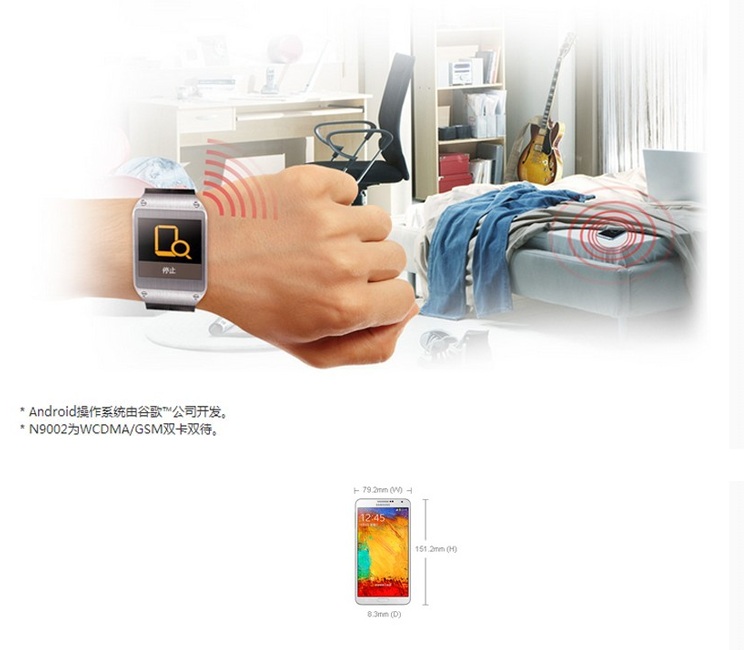 停止
* Android操作系统由谷歌™公司开发。
* N9002为WCDMA/GSM双卡双待。
79.2mm (W)
SAMSUNG
12:45
151.2mm (H)
8.3mm (D)